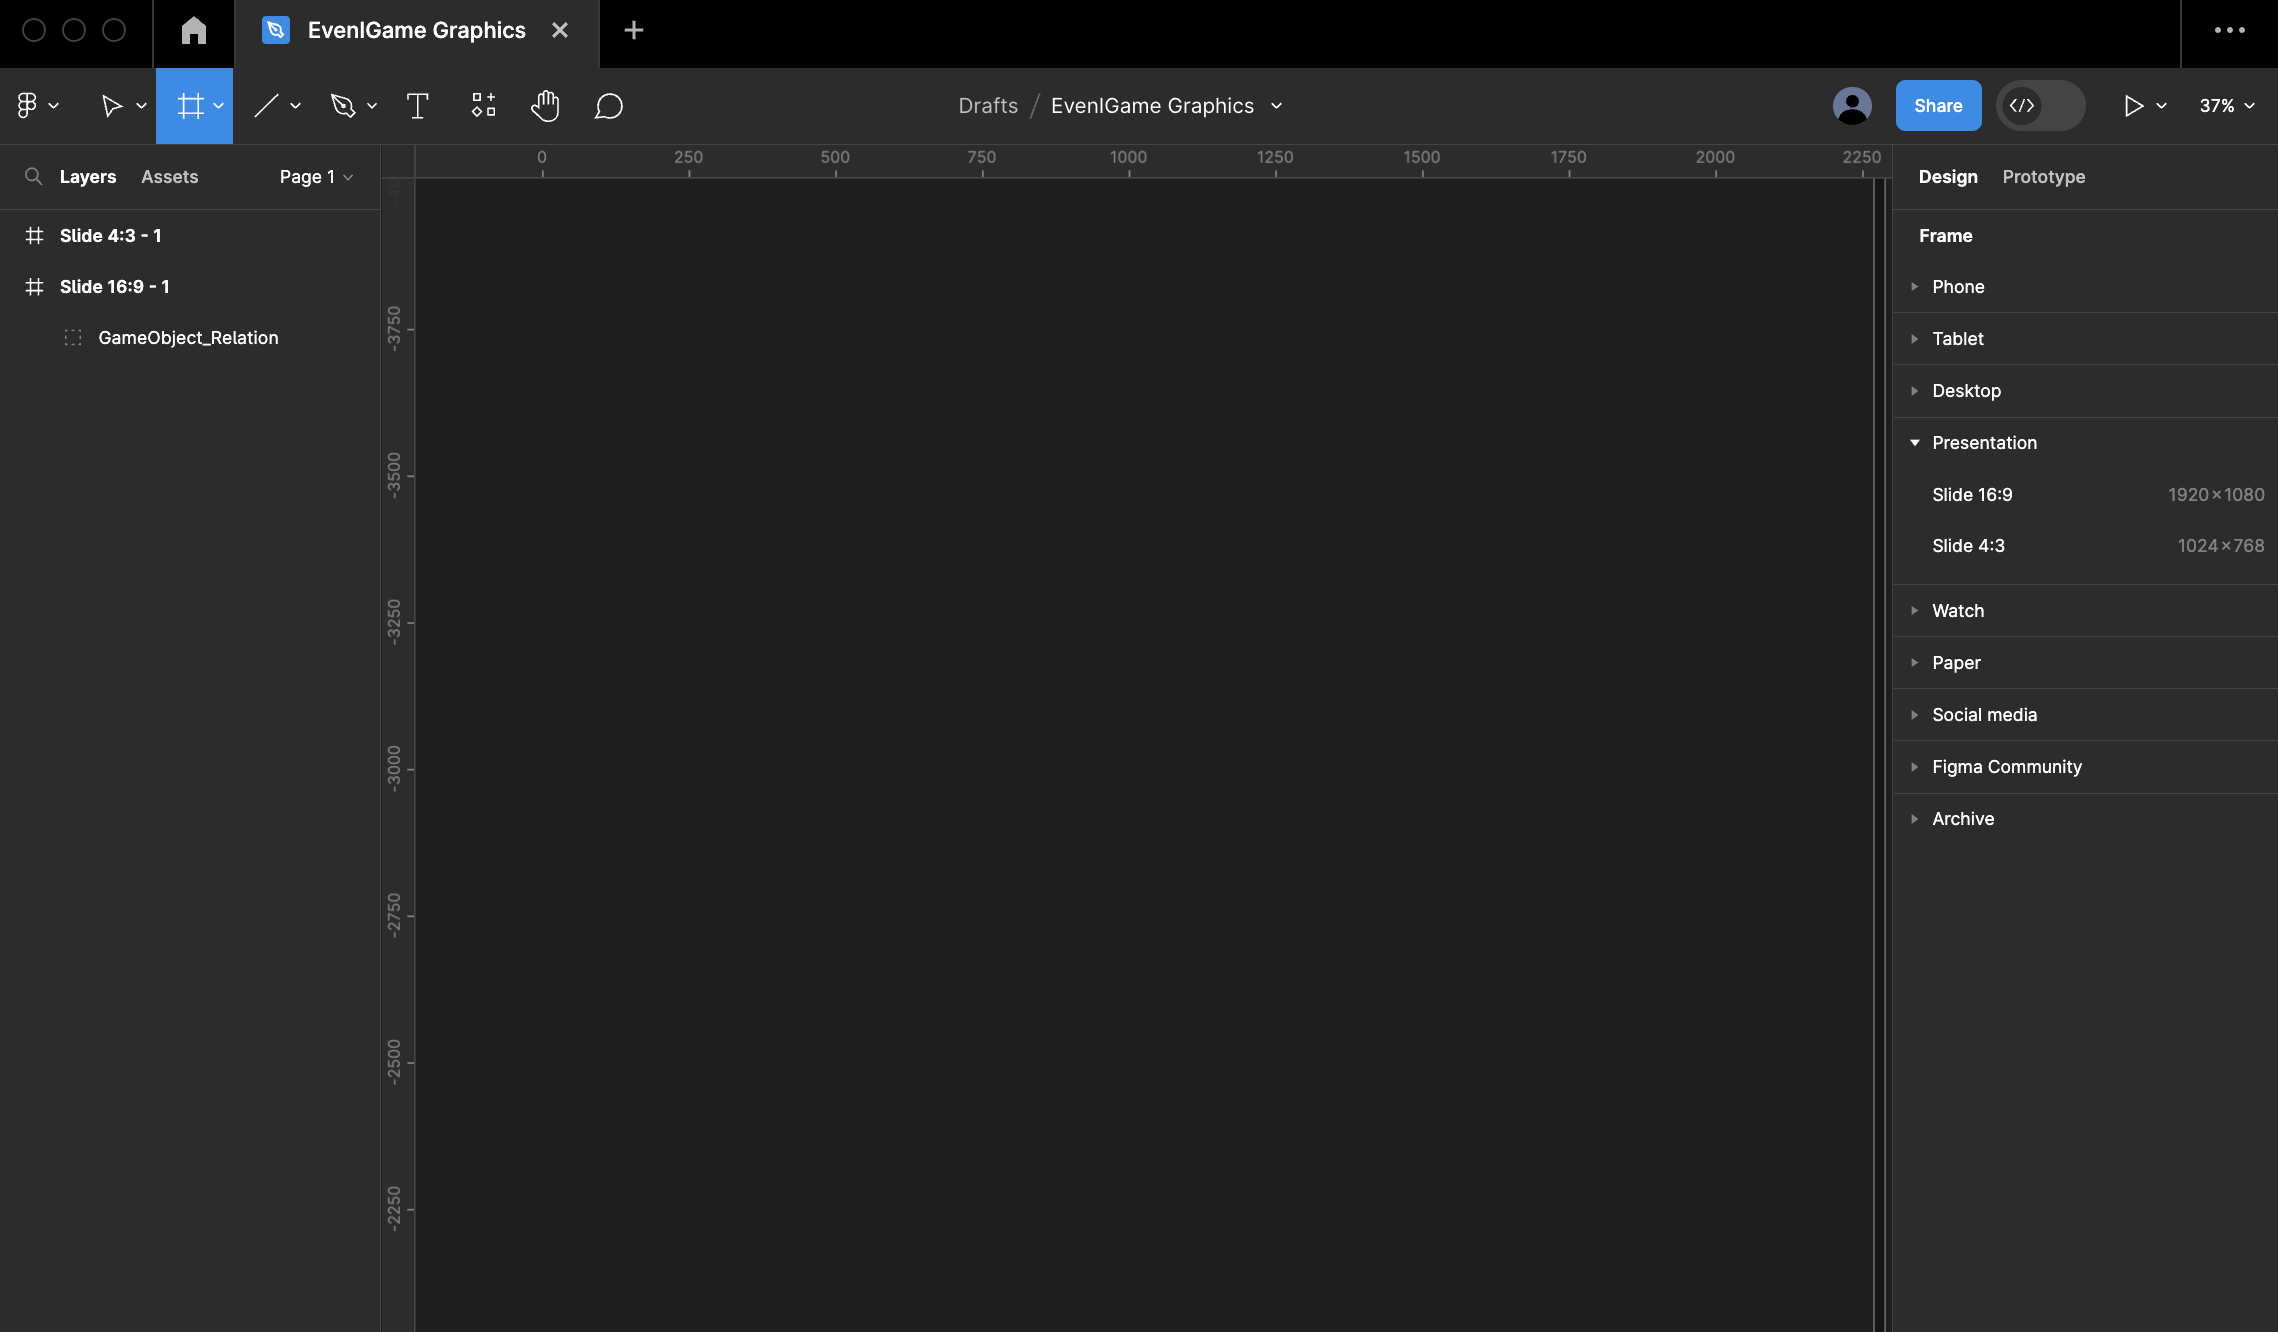 EvenIGame Graphics
Drafts / EvenIGame Graphics
Share
37%
Layers Assets Page 1
Slide 4:3 - 1
Slide 16:9 - 1
GameObject_Relation
0 250 500 750 1000 1250 1500 1750 2000 2250
-3750
-3500
-3250
-3000
-2750
-2500
-2250
Design Prototype
Frame
Phone
Tablet
Desktop
Presentation
Slide 16:9 1920×1080
Slide 4:3 1024×768
Watch
Paper
Social media
Figma Community
Archive